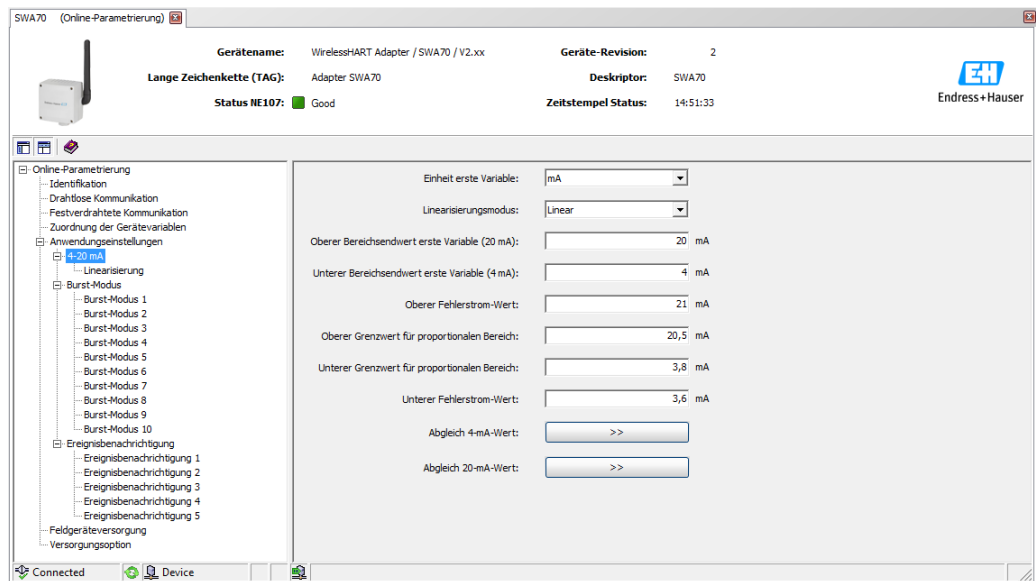 SWA70 (Online-Parametrierung)
Gerätename: WirelessHART Adapter / SWA70 / V2.xx Geräte-Revision: 2
Lange Zeichenkette (TAG): Adapter SWA70 Deskriptor: SWA70
Status NE107: Good Zeitstempel Status: 14:51:33
EH
Endress+Hauser
Online-Parametrierung
Identifikation
Drahtlose Kommunikation
Festverdrahtete Kommunikation
Zuordnung der Gerätevariablen
Anwendungseinstellungen
4-20 mA
Linearisierung
Burst-Modus
Burst-Modus 1
Burst-Modus 2
Burst-Modus 3
Burst-Modus 4
Burst-Modus 5
Burst-Modus 6
Burst-Modus 7
Burst-Modus 8
Burst-Modus 9
Burst-Modus 10
Ereignisbenachrichtigung
Ereignisbenachrichtigung 1
Ereignisbenachrichtigung 2
Ereignisbenachrichtigung 3
Ereignisbenachrichtigung 4
Ereignisbenachrichtigung 5
Feldgeräteversorgung
Versorgungsoption
Einheit erste Variable: mA
Linearisierungsmodus: Linear
Oberer Bereichsendwert erste Variable (20 mA): 20 mA
Unterer Bereichsendwert erste Variable (4 mA): 4 mA
Oberer Fehlerstrom-Wert: 21 mA
Oberer Grenzwert für proportionalen Bereich: 20,5 mA
Unterer Grenzwert für proportionalen Bereich: 3,8 mA
Unterer Fehlerstrom-Wert: 3,6 mA
Abgleich 4-mA-Wert: >>
Abgleich 20-mA-Wert: >>
Connected Device